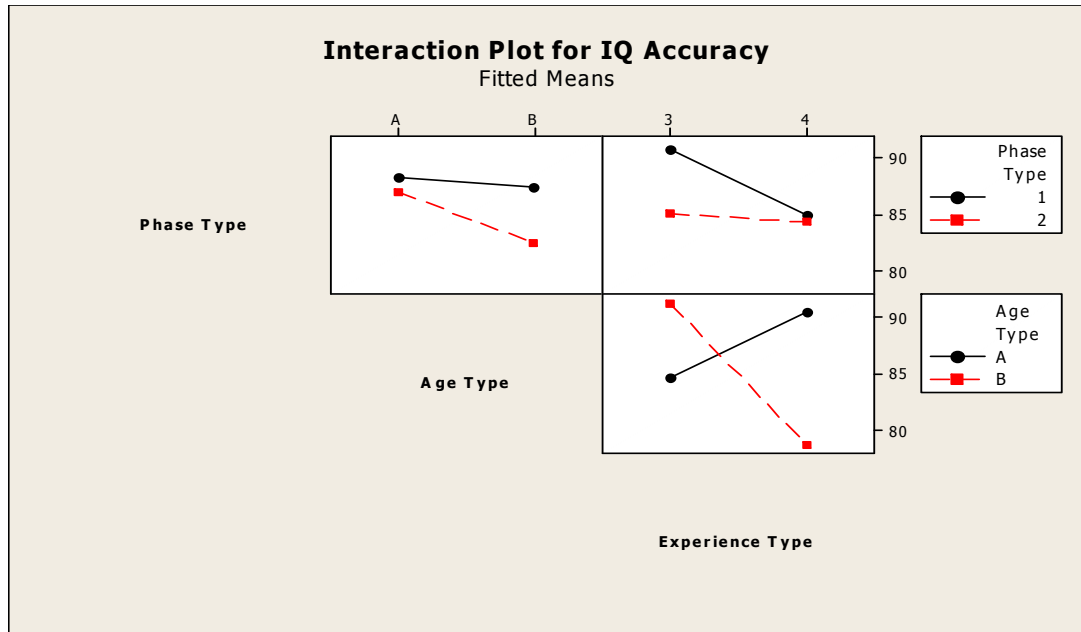 Interaction Plot for IQ Accuracy
Fitted Means
A B 3 4
Phase Type
90
85
80
Phase
Type
1
2
Age Type
90
85
80
Age
Type
A
B
Experience Type